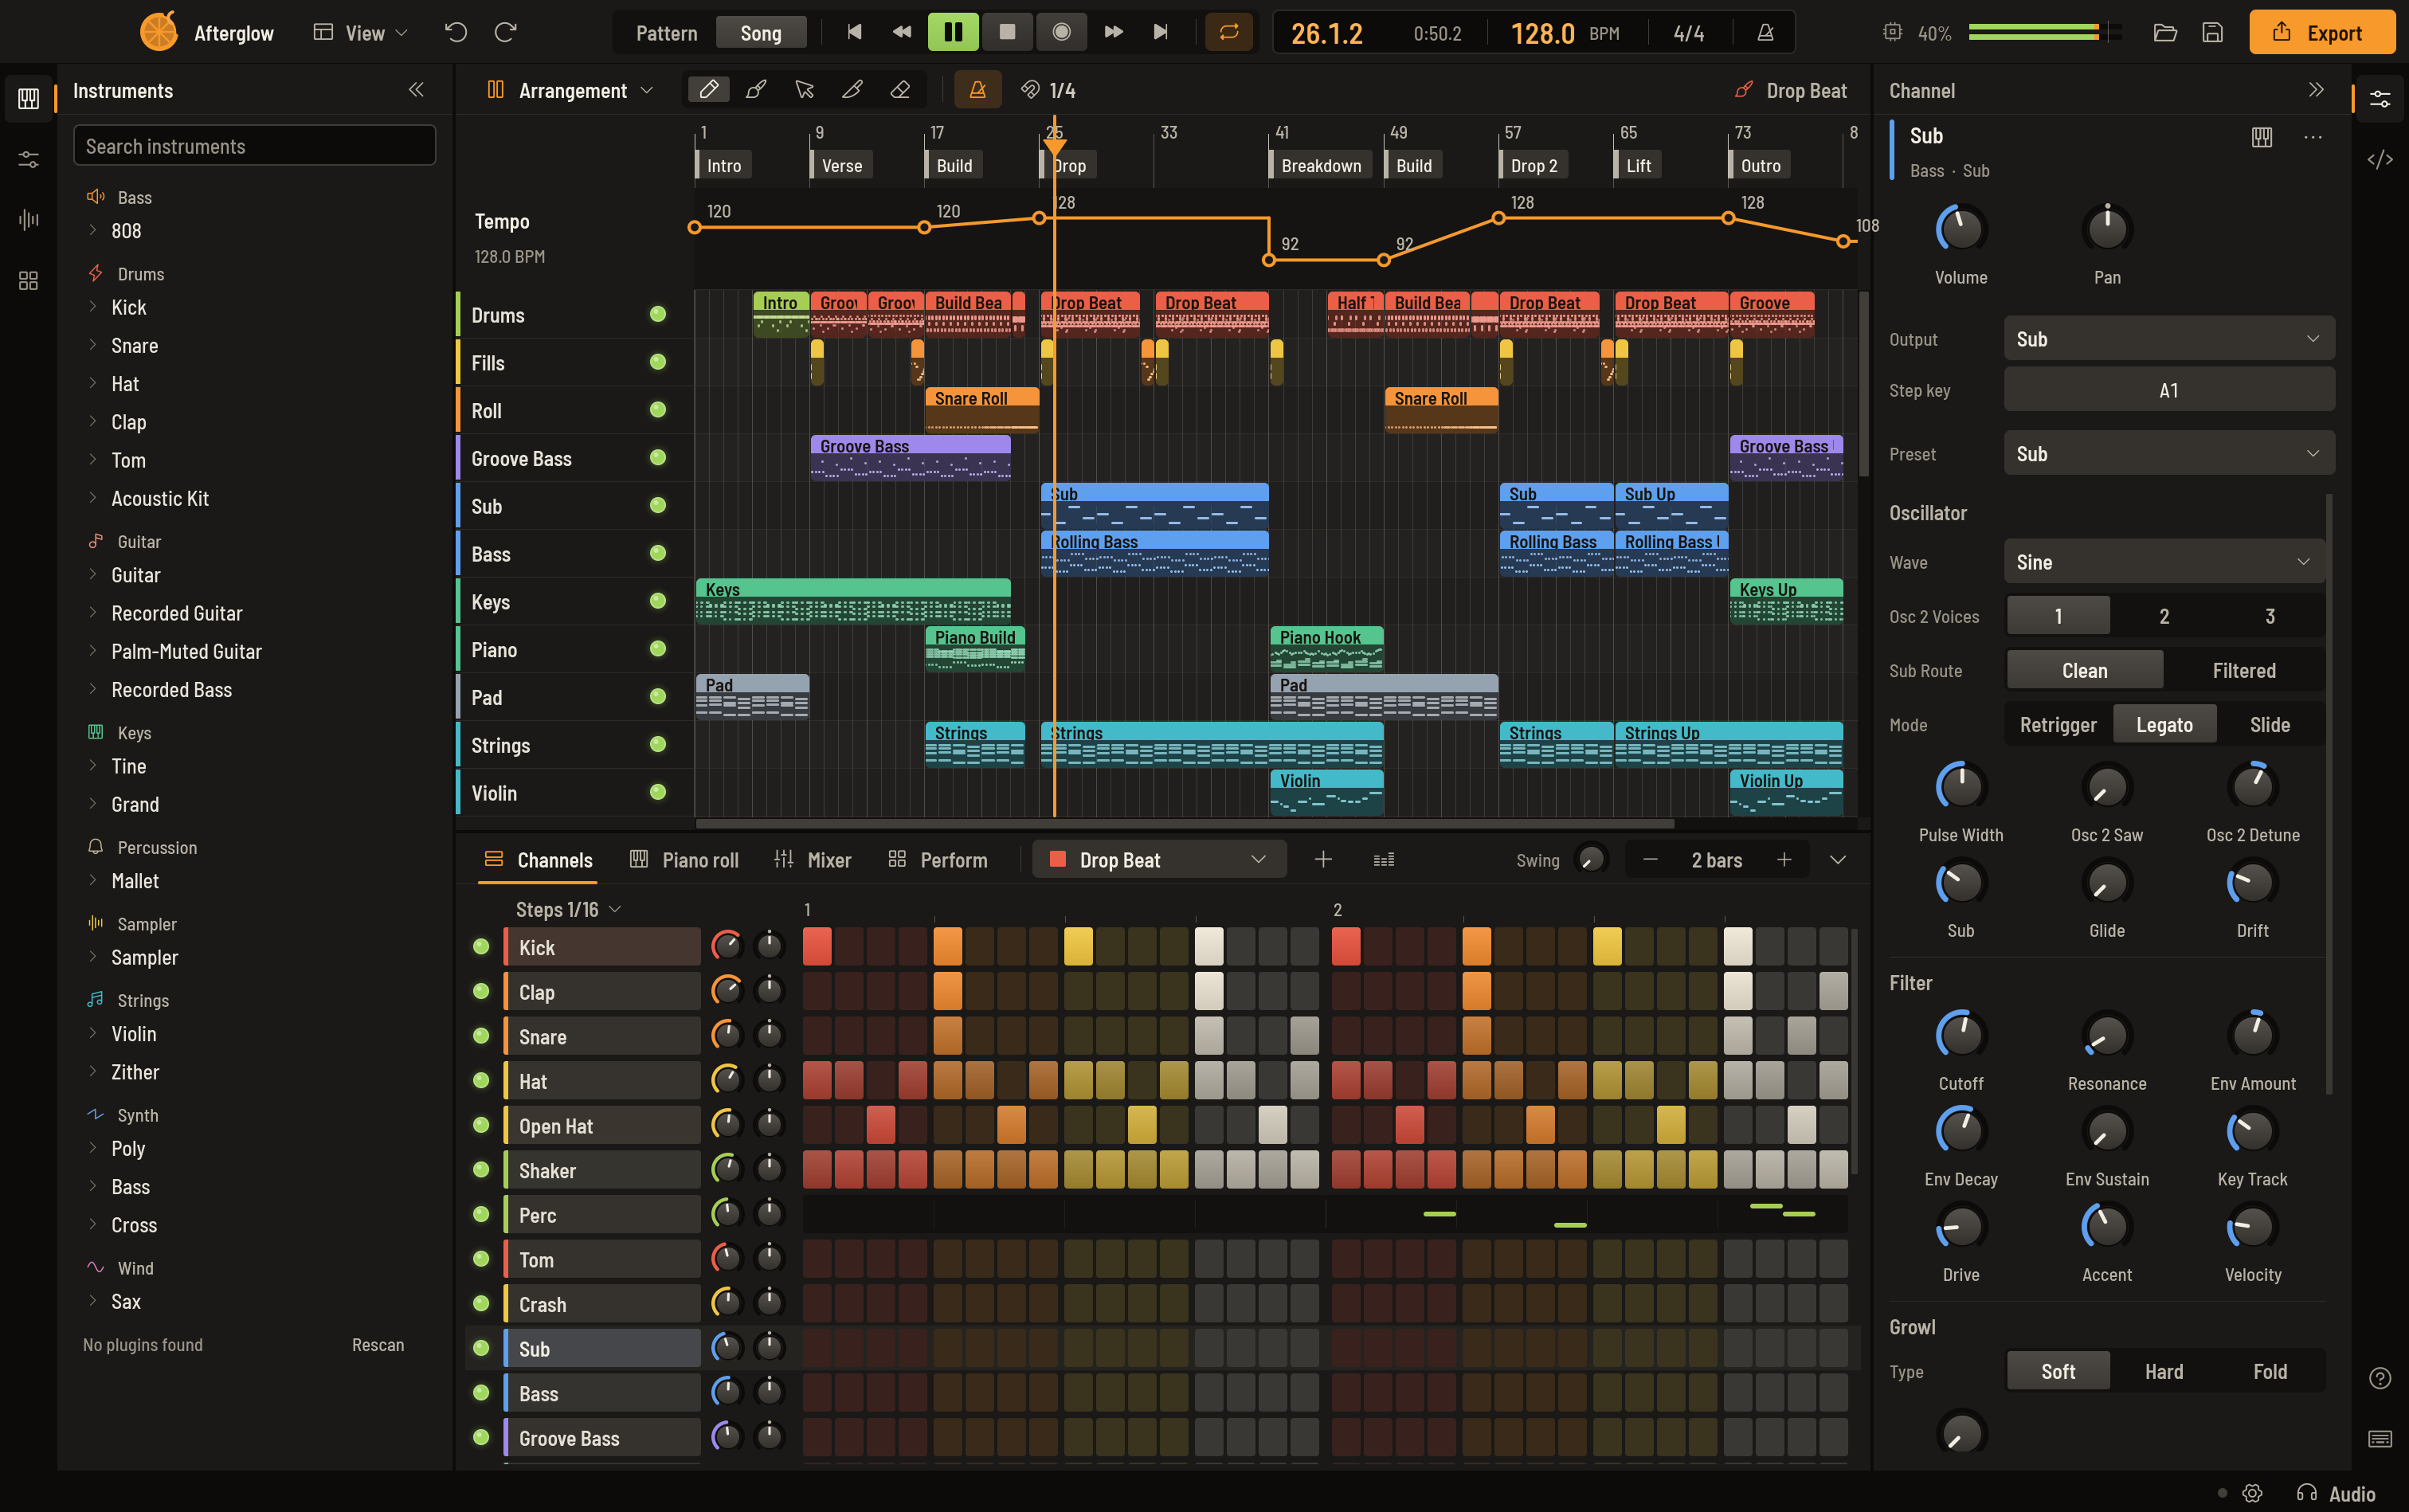 Afterglow
View
Pattern
Song
26.1.2
0:50.2
128.0 BPM
4/4
40%
Export
Instruments
Search instruments
Bass
808
Drums
Kick
Snare
Hat
Clap
Tom
Acoustic Kit
Guitar
Guitar
Recorded Guitar
Palm-Muted Guitar
Recorded Bass
Keys
Tine
Grand
Percussion
Mallet
Sampler
Sampler
Strings
Violin
Zither
Synth
Poly
Bass
Cross
Wind
Sax
No plugins found
Rescan
Arrangement
1/4
Drop Beat
1 9 17 25 33 41 49 57 65 73 8
Intro Verse Build Drop Breakdown Build Drop 2 Lift Outro
Tempo
128.0 BPM
120 120 28 92 92 128 128 108
Drums
Intro Groov Groov Build Bea Drop Beat Drop Beat Half Build Bea Drop Beat Drop Beat Groove
Fills
Roll
Snare Roll Snare Roll
Groove Bass
Groove Bass Groove Bass
Sub
Sub Sub Sub Up
Bass
Rolling Bass Rolling Bass Rolling Bass
Keys
Keys Keys Up
Piano
Piano Build Piano Hook
Pad
Pad Pad
Strings
Strings Strings Strings Strings Up
Violin
Violin Violin Up
Channels
Piano roll
Mixer
Perform
Drop Beat
Swing
2 bars
Steps 1/16
1 2
Kick
Clap
Snare
Hat
Open Hat
Shaker
Perc
Tom
Crash
Sub
Bass
Groove Bass
Channel
Sub
Bass · Sub
Volume Pan
Output Sub
Step key A1
Preset Sub
Oscillator
Wave Sine
Osc 2 Voices 1 2 3
Sub Route Clean Filtered
Mode Retrigger Legato Slide
Pulse Width Osc 2 Saw Osc 2 Detune
Sub Glide Drift
Filter
Cutoff Resonance Env Amount
Env Decay Env Sustain Key Track
Drive Accent Velocity
Growl
Type Soft Hard Fold
Audio